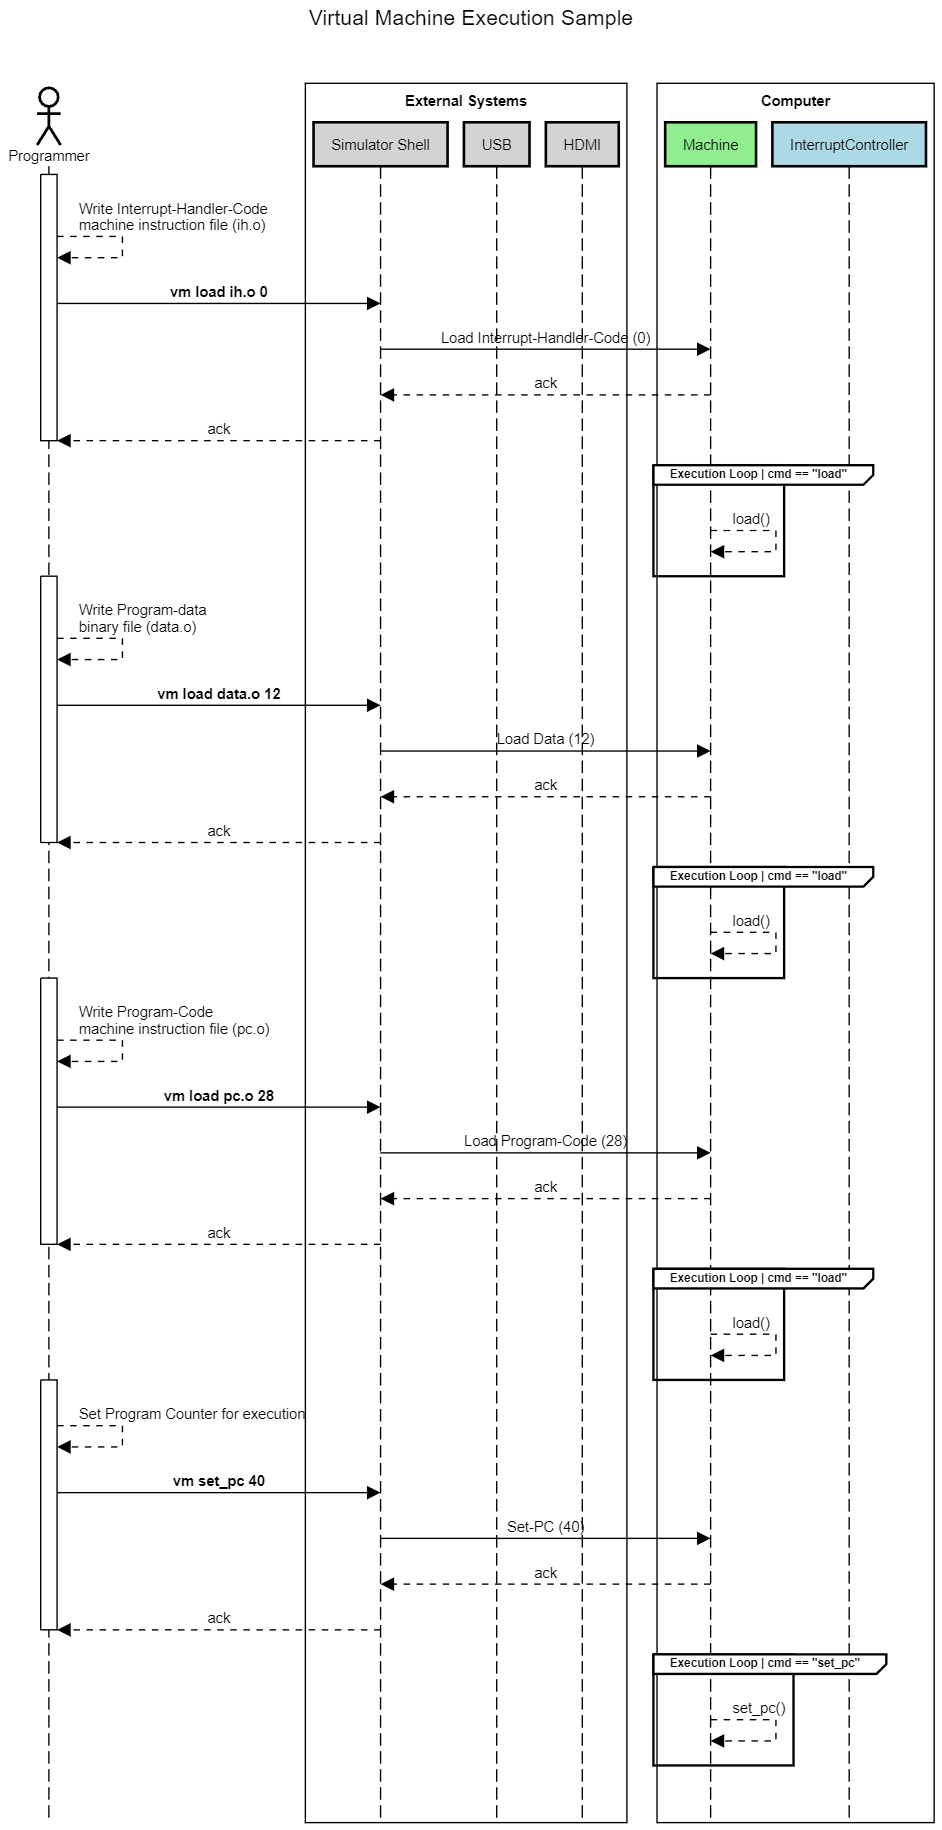 Virtual Machine Execution Sample
External Systems
Computer
Programmer
Simulator Shell
USB
HDMI
Machine
InterruptController
Write Interrupt-Handler-Code
machine instruction file (ih.o)
vm load ih.o 0
Load Interrupt-Handler-Code (0)
ack
ack
Execution Loop | cmd == "load"
load()
Write Program-data
binary file (data.o)
vm load data.o 12
Load Data (12)
ack
ack
Execution Loop | cmd == "load"
load()
Write Program-Code
machine instruction file (pc.o)
vm load pc.o 28
Load Program-Code (28)
ack
ack
Execution Loop | cmd == "load"
load()
Set Program Counter for execution
vm set_pc 40
Set-PC (40)
ack
ack
Execution Loop | cmd == "set_pc"
set_pc()